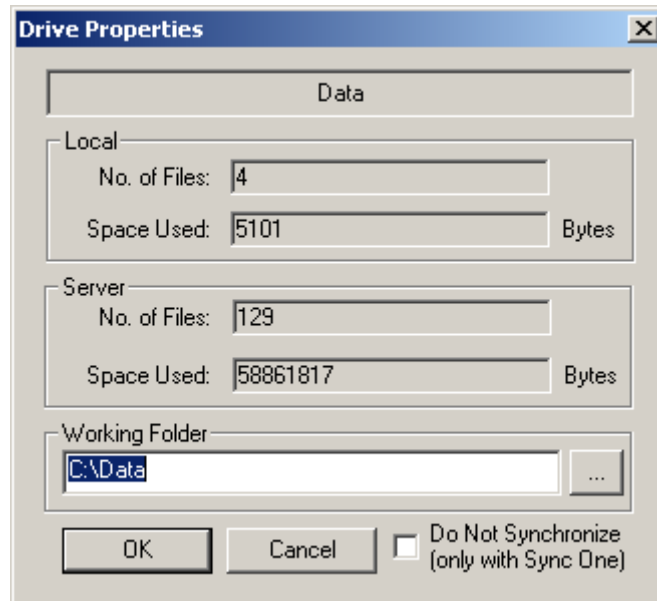 Drive Properties
Data
Local
No. of Files: 4
Space Used: 5101 Bytes
Server
No. of Files: 129
Space Used: 58861817 Bytes
Working Folder
C:\Data ...
OK Cancel Do Not Synchronize
(only with Sync One)